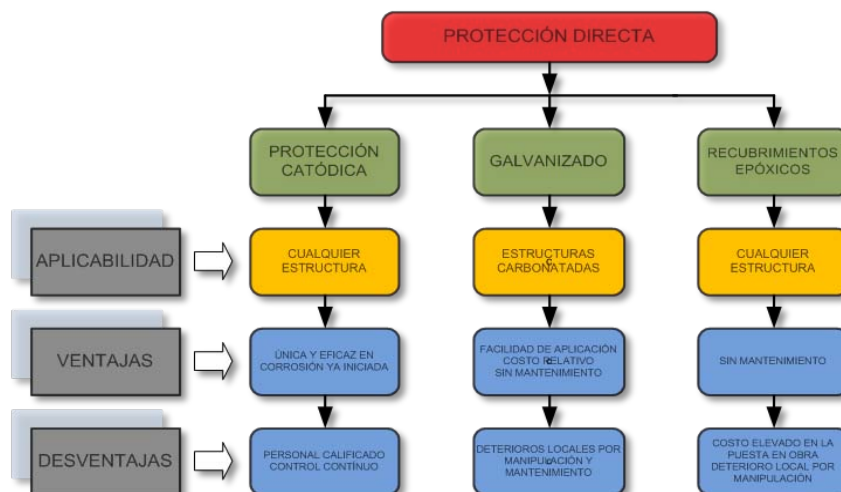 PROTECCIÓN DIRECTA
PROTECCIÓN
CATÓDICA
GALVANIZADO
RECUBRIMIENTOS
EPÓXICOS
APLICABILIDAD
CUALQUIER
ESTRUCTURA
ESTRUCTURAS
CARBONATADAS
CUALQUIER
ESTRUCTURA
VENTAJAS
ÚNICA Y EFICAZ EN
CORROSIÓN YA INICIADA
FACILIDAD DE APLICACIÓN
COSTO RELATIVO
SIN MANTENIMIENTO
SIN MANTENIMIENTO
DESVENTAJAS
PERSONAL CALIFICADO
CONTROL CONTÍNUO
DETERIOROS LOCALES POR
MANIPULACIÓN Y
MANTENIMIENTO
COSTO ELEVADO EN LA
PUESTA EN OBRA
DETERIORO LOCAL POR
MANIPULACIÓN